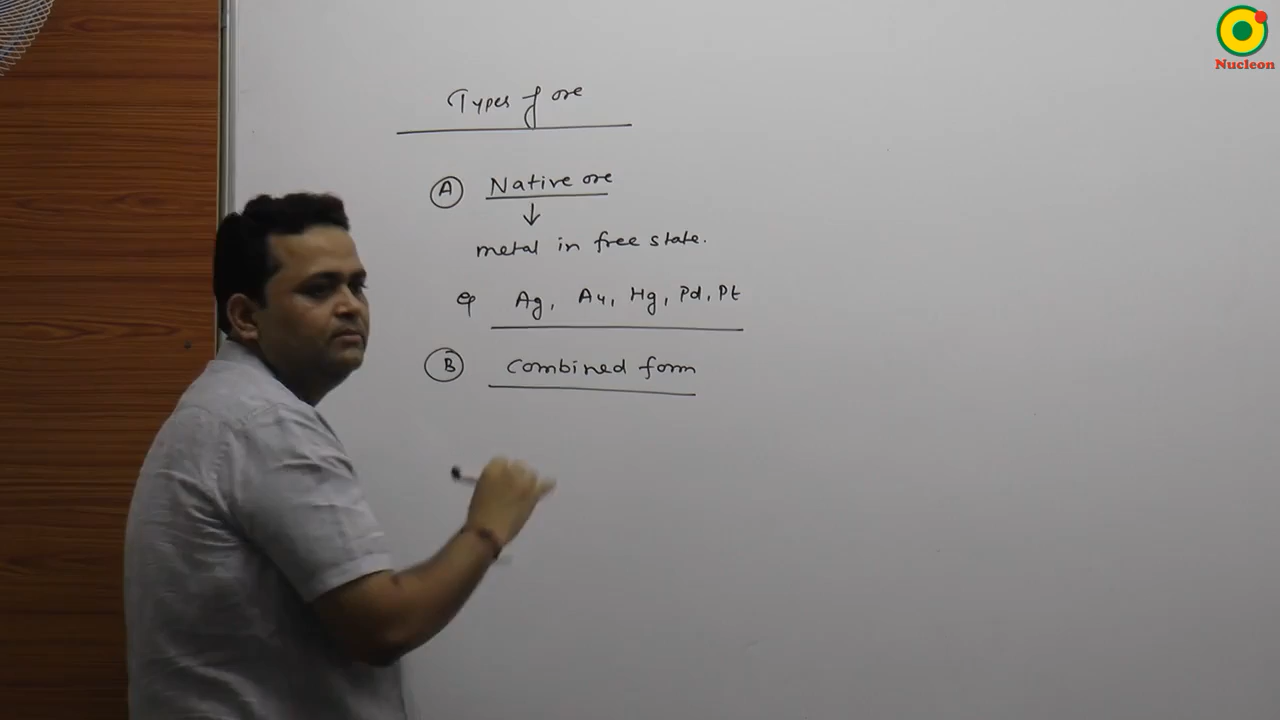 Nucleon
Types of ore
A Native ore
↓
metal in free state.
eg Ag, Au, Hg, Pd, Pt
B Combined form